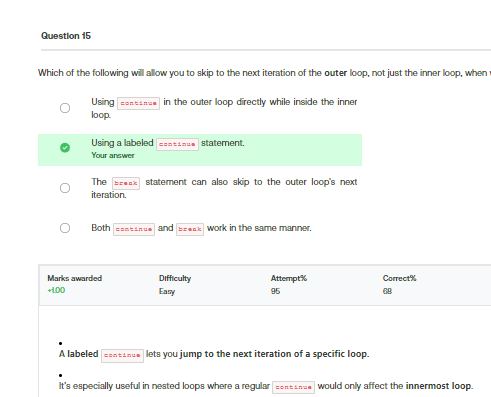 Question 15
Which of the following will allow you to skip to the next iteration of the outer loop, not just the inner loop, when
Using continue in the outer loop directly while inside the inner
loop.
Using a labeled continue statement.
Your answer
The break statement can also skip to the outer loop's next
iteration.
Both continue and break work in the same manner.
Marks awarded Difficulty Attempt% Correct%
+1.00 Easy 95 68
•
A labeled continue lets you jump to the next iteration of a specific loop.
•
It's especially useful in nested loops where a regular continue would only affect the innermost loop.